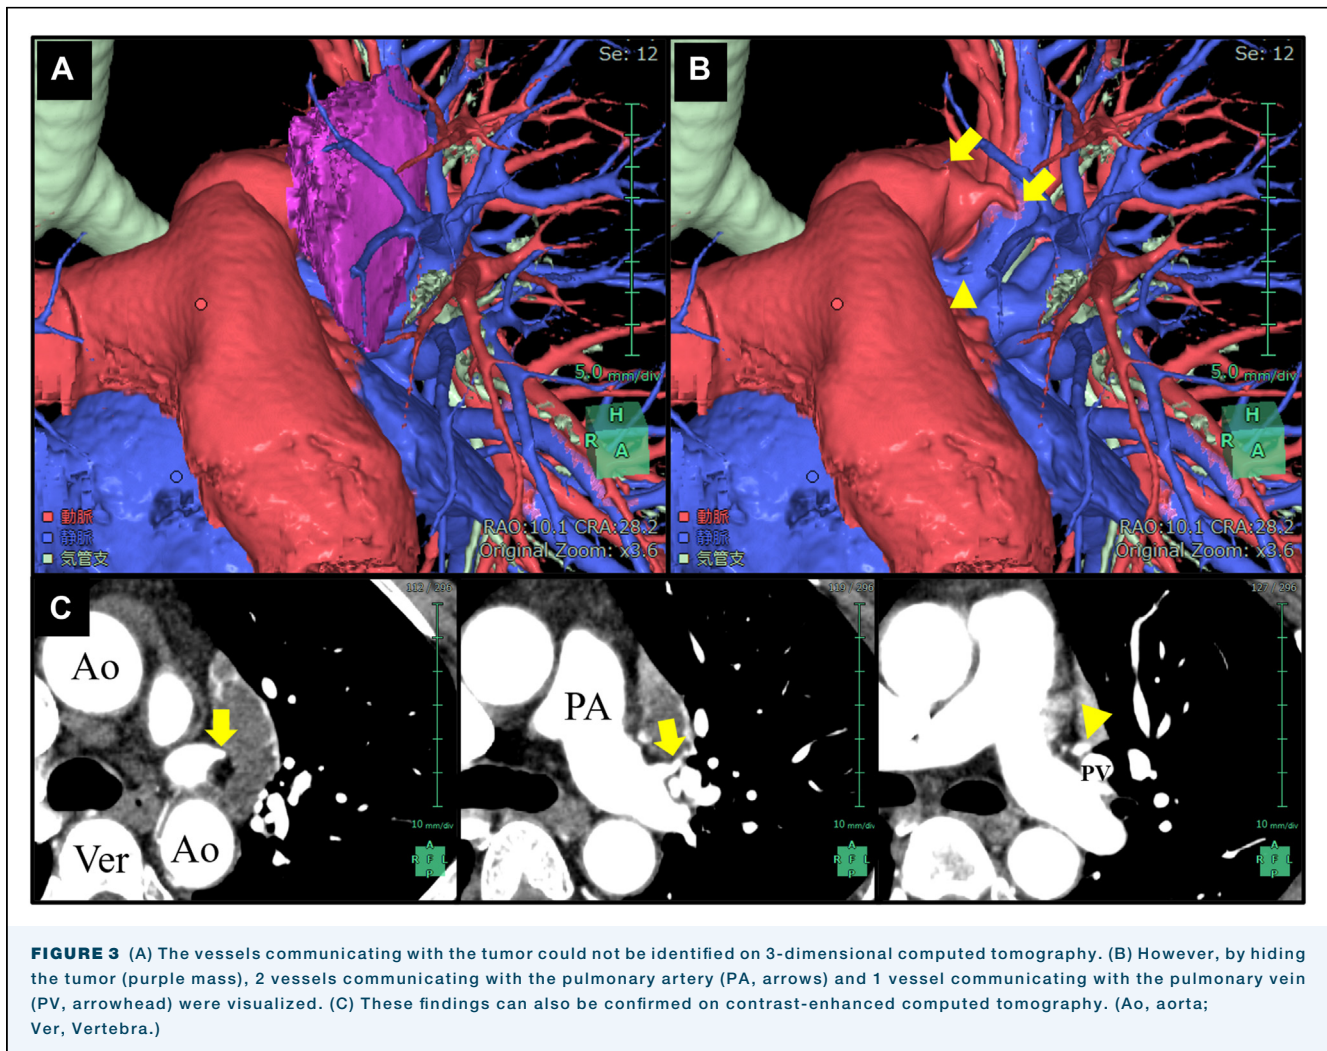 A
Se: 12
5.0 mm/div
H
R
A
動脈
静脈
気管支
RAO:10.1 CRA:28.2
Original Zoom: x3.6
B
Se: 12
5.0 mm/div
H
R
A
動脈
静脈
気管支
RAO:10.1 CRA:28.2
Original Zoom: x3.6
C
112 / 296
Ao
Ao
Ver
10 mm/div
A
R F L
P
119 / 296
PA
10 mm/div
A
R F L
P
127 / 296
PV
10 mm/div
A
R F L
P
FIGURE 3 (A) The vessels communicating with the tumor could not be identified on 3-dimensional computed tomography. (B) However, by hiding
the tumor (purple mass), 2 vessels communicating with the pulmonary artery (PA, arrows) and 1 vessel communicating with the pulmonary vein
(PV, arrowhead) were visualized. (C) These findings can also be confirmed on contrast-enhanced computed tomography. (Ao, aorta;
Ver, Vertebra.)